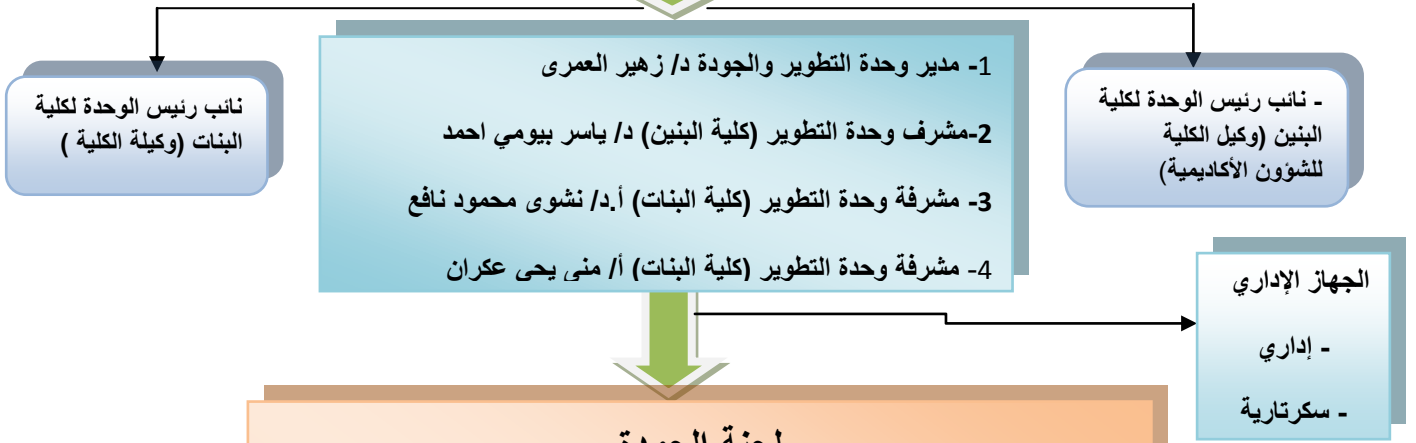 1- مدير وحدة التطوير والجودة د/ زهير العمرى
2-مشرف وحدة التطوير (كلية البنين) د/ ياسر بيومي احمد
3- مشرفة وحدة التطوير (كلية البنات) أ.د/ نشوى محمود نافع
4- مشرفة وحدة التطوير (كلية البنات) أ/ منى يحى عكران
- نائب رئيس الوحدة لكلية
البنين (وكيل الكلية
للشؤون الأكاديمية)
نائب رئيس الوحدة لكلية
البنات (وكيلة الكلية )
الجهاز الإداري
- إداري
- سكرتارية
لجنة الجودة